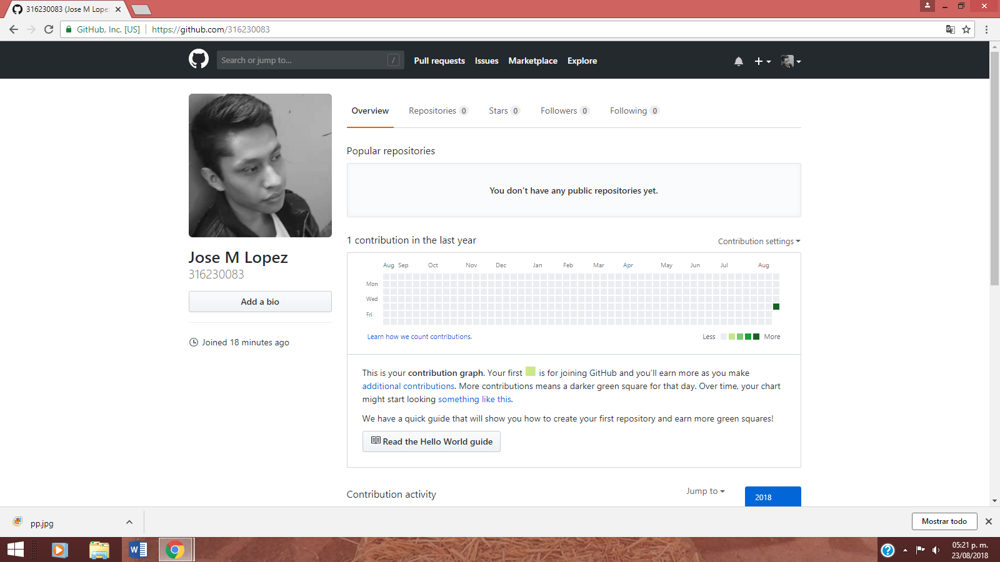 316230083 (Jose M Lope
GitHub, Inc. [US] https://github.com/316230083
Search or jump to... /
Pull requests Issues Marketplace Explore
Overview Repositories 0 Stars 0 Followers 0 Following 0
Popular repositories
You don't have any public repositories yet.
Jose M Lopez
316230083
Add a bio
Joined 18 minutes ago
1 contribution in the last year
Contribution settings
Aug Sep Oct Nov Dec Jan Feb Mar Apr May Jun Jul Aug
Mon
Wed
Fri
Learn how we count contributions.
Less More
This is your contribution graph. Your first is for joining GitHub and you'll earn more as you make
additional contributions. More contributions means a darker green square for that day. Over time, your chart
might start looking something like this.
We have a quick guide that will show you how to create your first repository and earn more green squares!
Read the Hello World guide
Contribution activity
Jump to
2018
pp.jpg
Mostrar todo
05:21 p. m.
23/08/2018